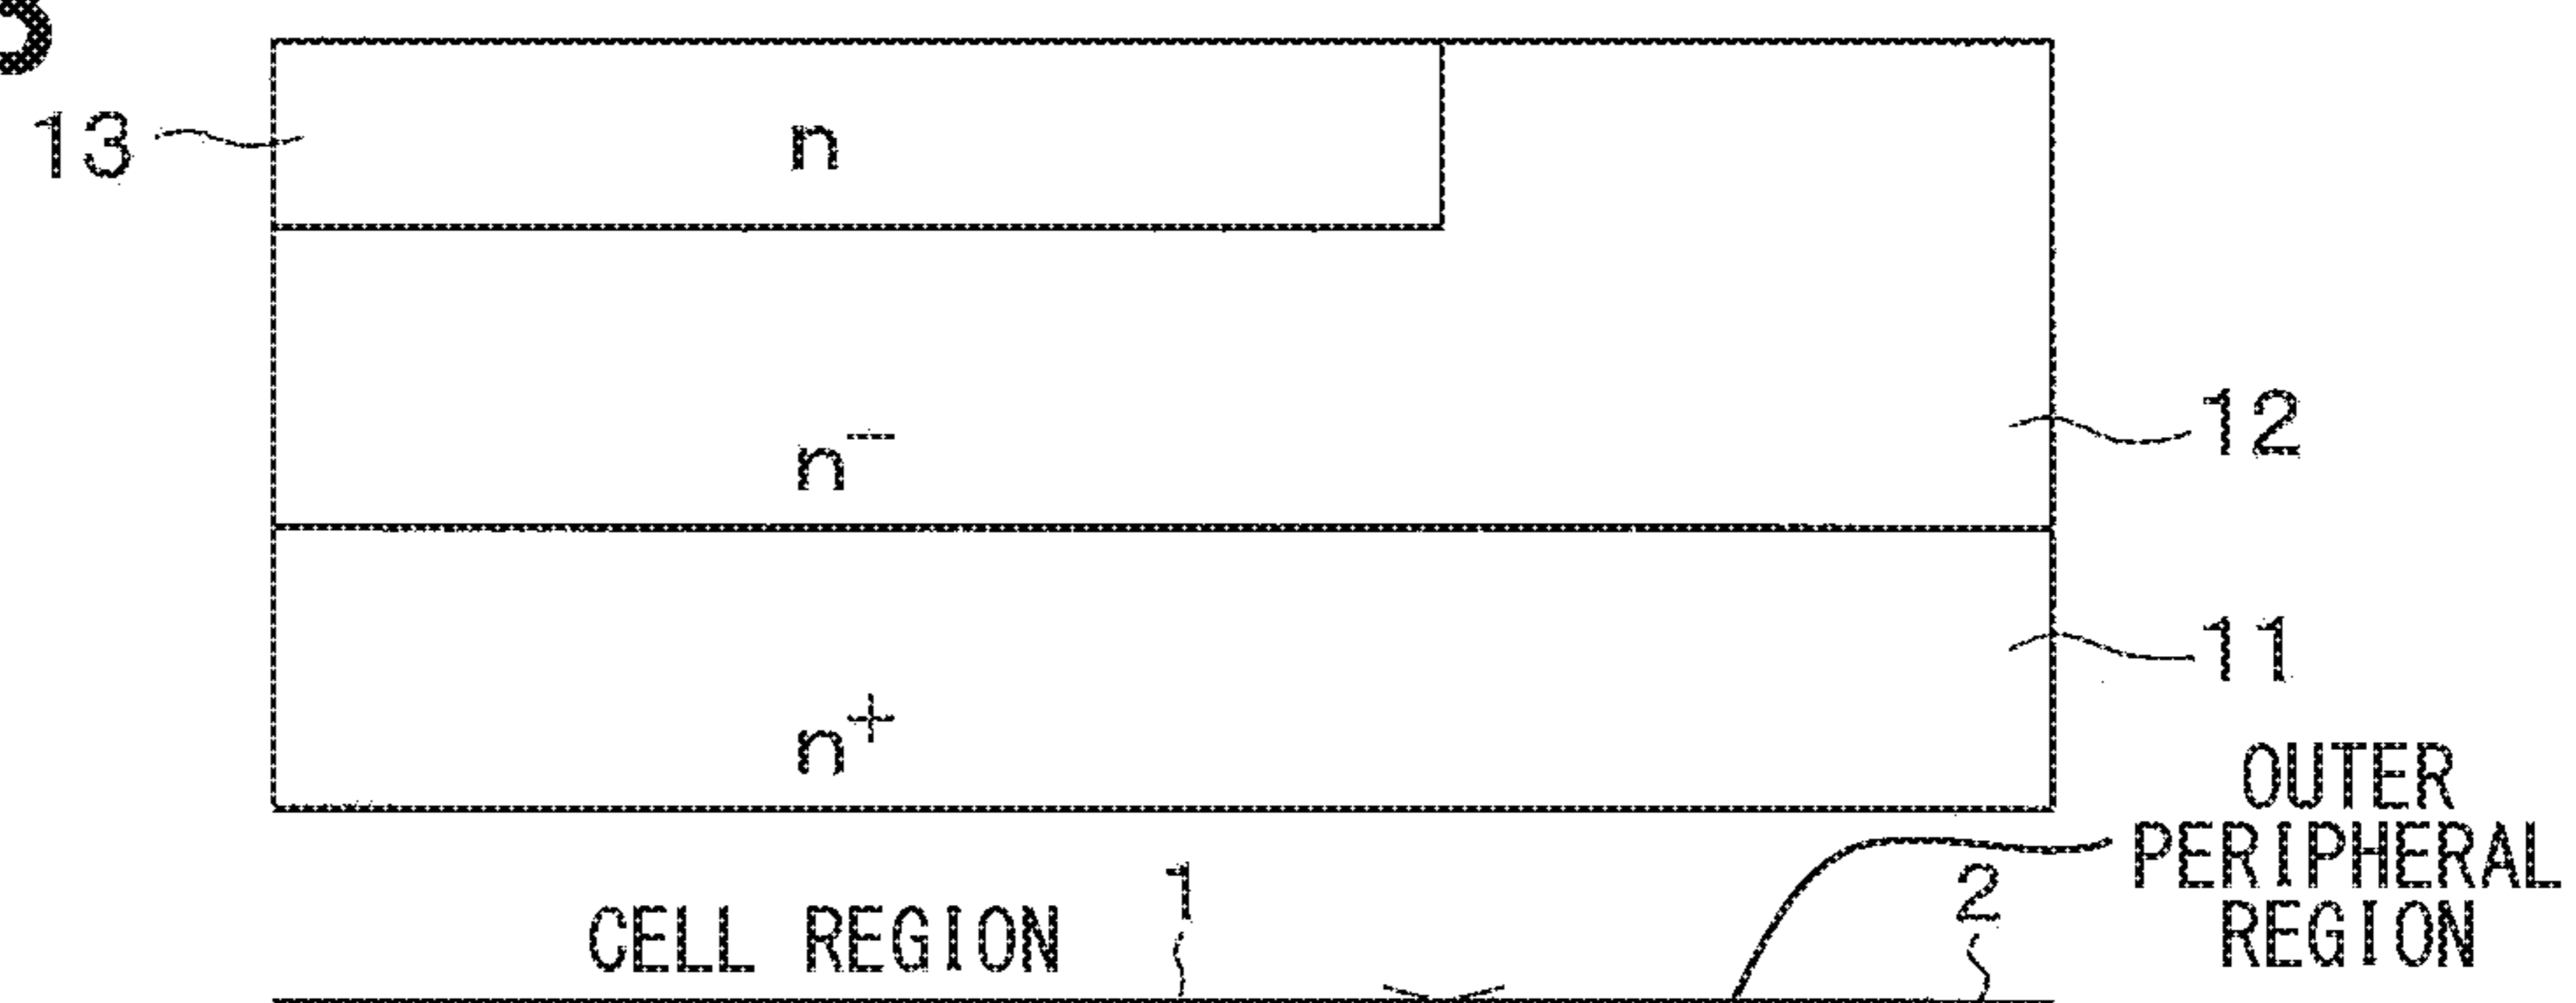 13
n
n⁻
12
11
n⁺
OUTER
PERIPHERAL
REGION
CELL REGION
1
2